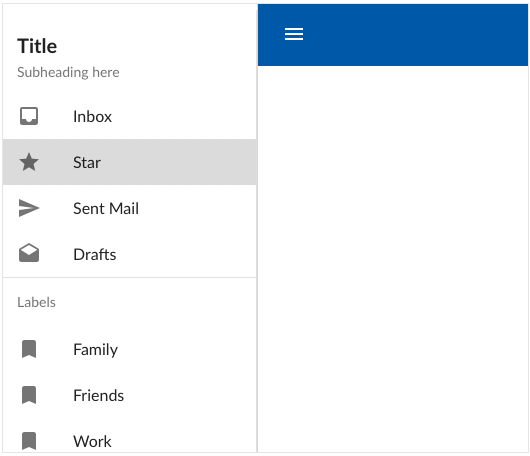 Title
Subheading here
Inbox
Star
Sent Mail
Drafts
Labels
Family
Friends
Work